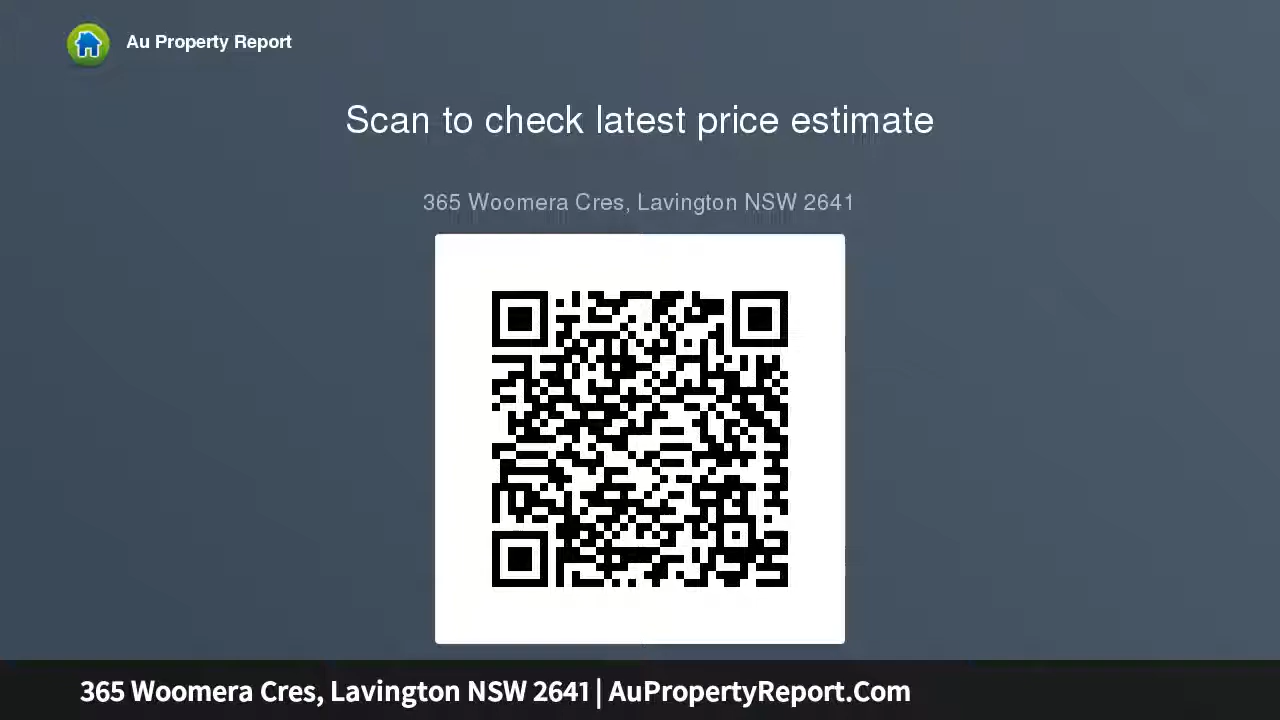 Au Property Report
Scan to check latest price estimate
365 Woomera Cres, Lavington NSW 2641
365 Woomera Cres, Lavington NSW 2641 | AuPropertyReport.Com